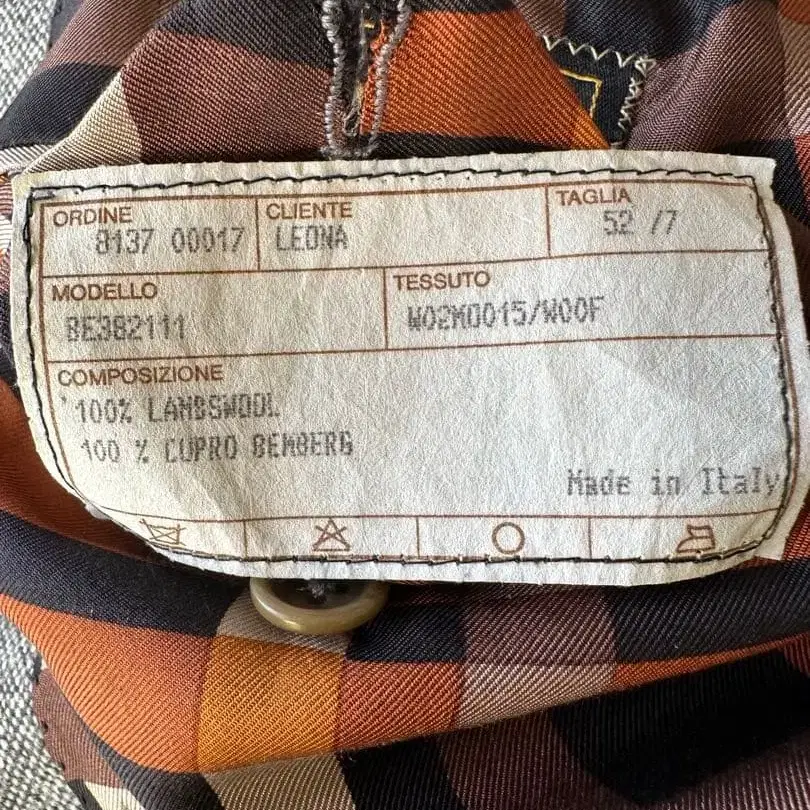 ORDINE CLIENTE TAGLIA
8137 00017 LEONA 52 /7
MODELLO TESSUTO
BE382111 W02M0015/W00F
COMPOSIZIONE
100% LAMBSWOOL
100 % CUPRO BEMBERG
Made in Italy